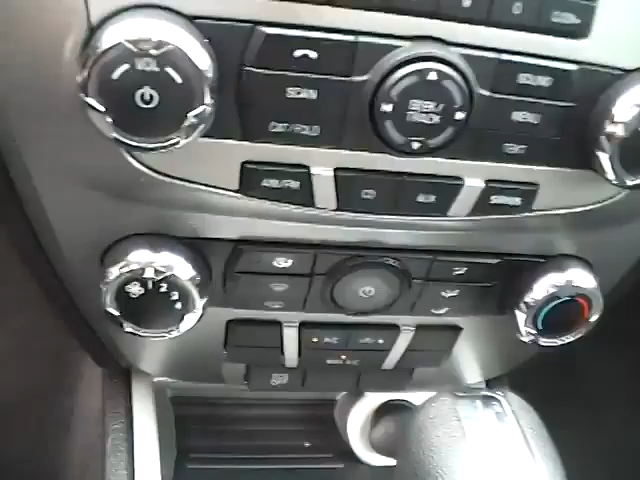 VOL
SCAN
CAT/FOLD
SEEK/
TRACK
SOUND
MENU
TEXT
AM/FM
CD
AUX
SIRIUS
1
2
3
4
A/C
MAX A/C